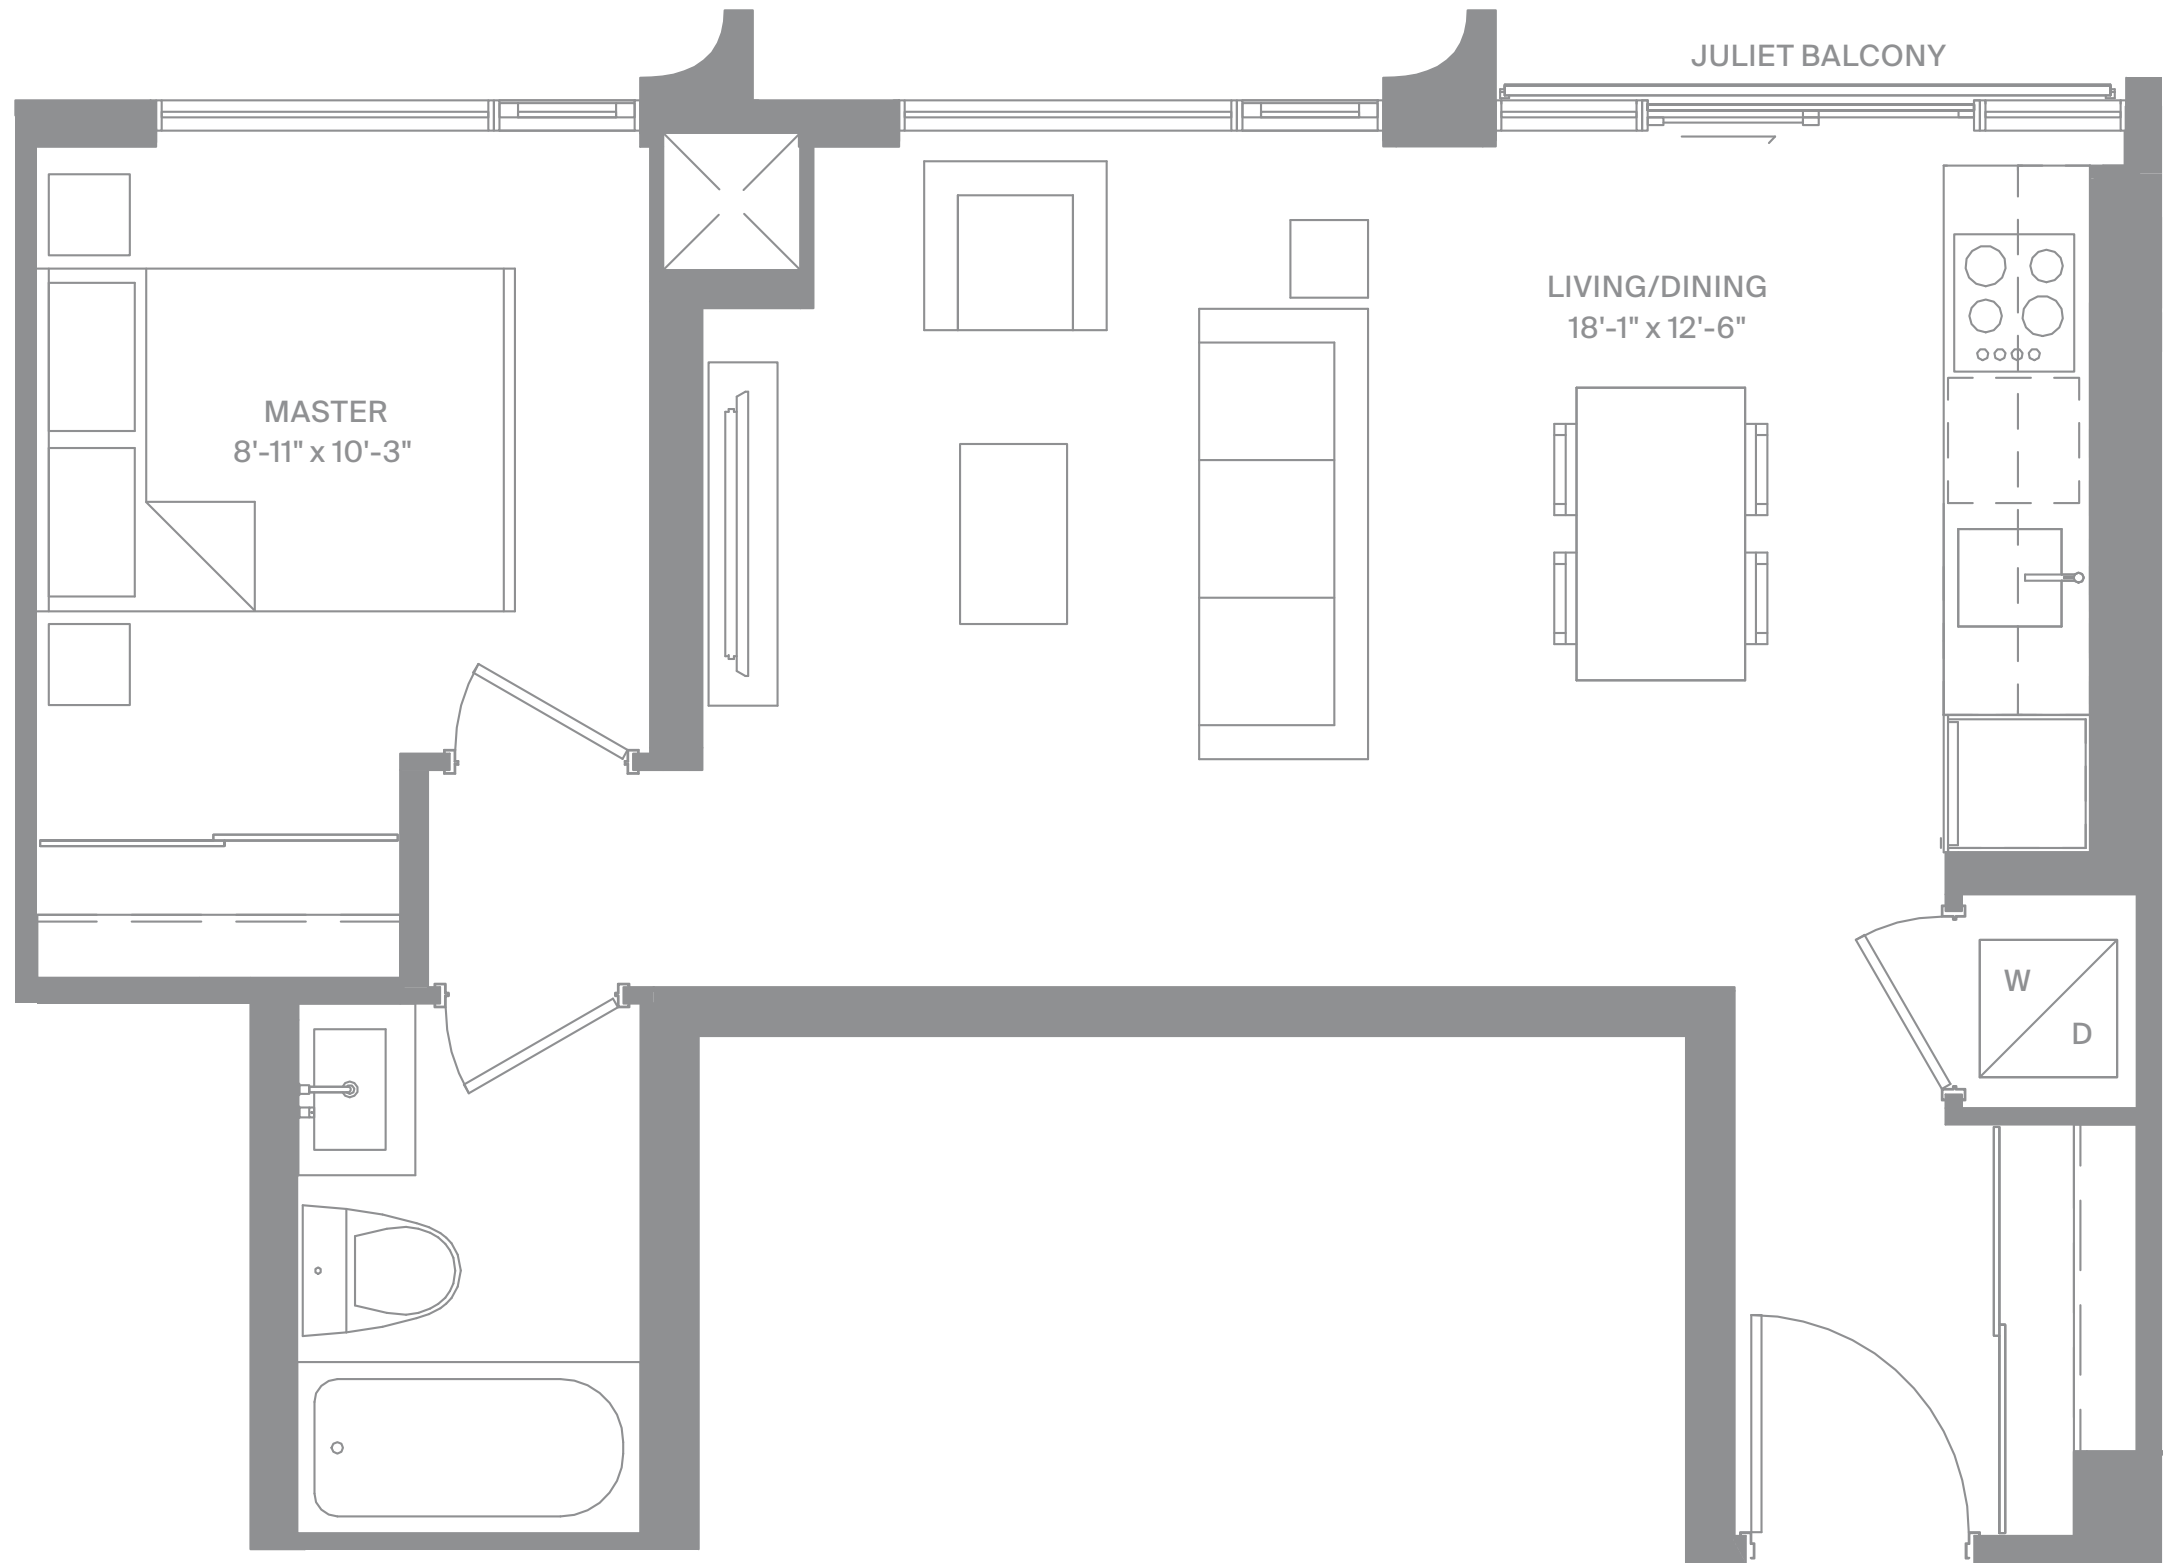 JULIET BALCONY
LIVING/DINING
18'-1" x 12'-6"
MASTER
8'-11" x 10'-3"
W
D